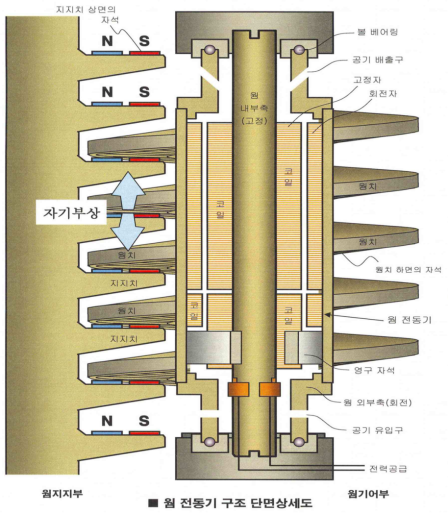 지지치 상면의
자석
N S
N S
볼 베어링
공기 배출구
고정자
회전자
웜
내부축
(고정)
코
일
코
일
웜치
자기부상
웜치
웜치
웜치 하면의 자석
지지치
웜치
코
일
코
일
웜 전동기
지지치
영구 자석
웜 외부축(회전)
N S
공기 유입구
전력공급
웜지지부
웜기어부
■ 웜 전동기 구조 단면상세도